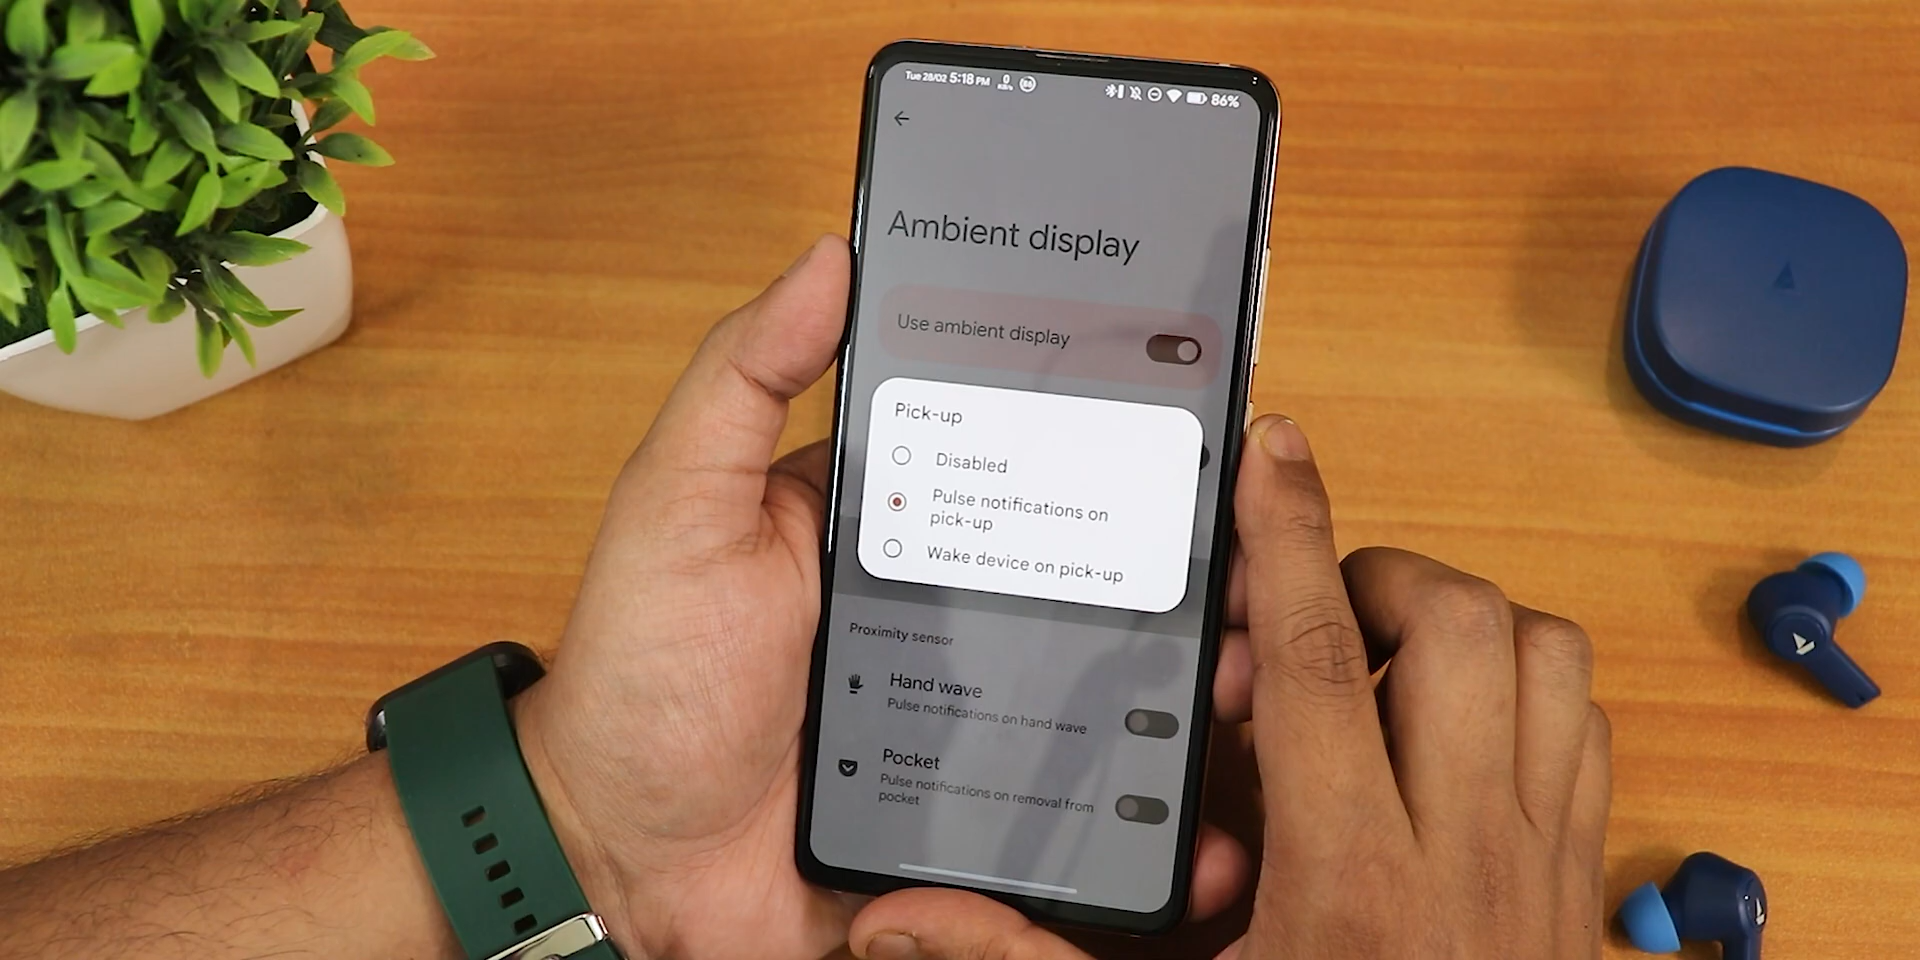 Tue 28/02 5:18 PM 0 KB/s 86%
Ambient display
Use ambient display
Pick-up
Disabled
Pulse notifications on
pick-up
Wake device on pick-up
Proximity sensor
Hand wave
Pulse notifications on hand wave
Pocket
Pulse notifications on removal from
pocket